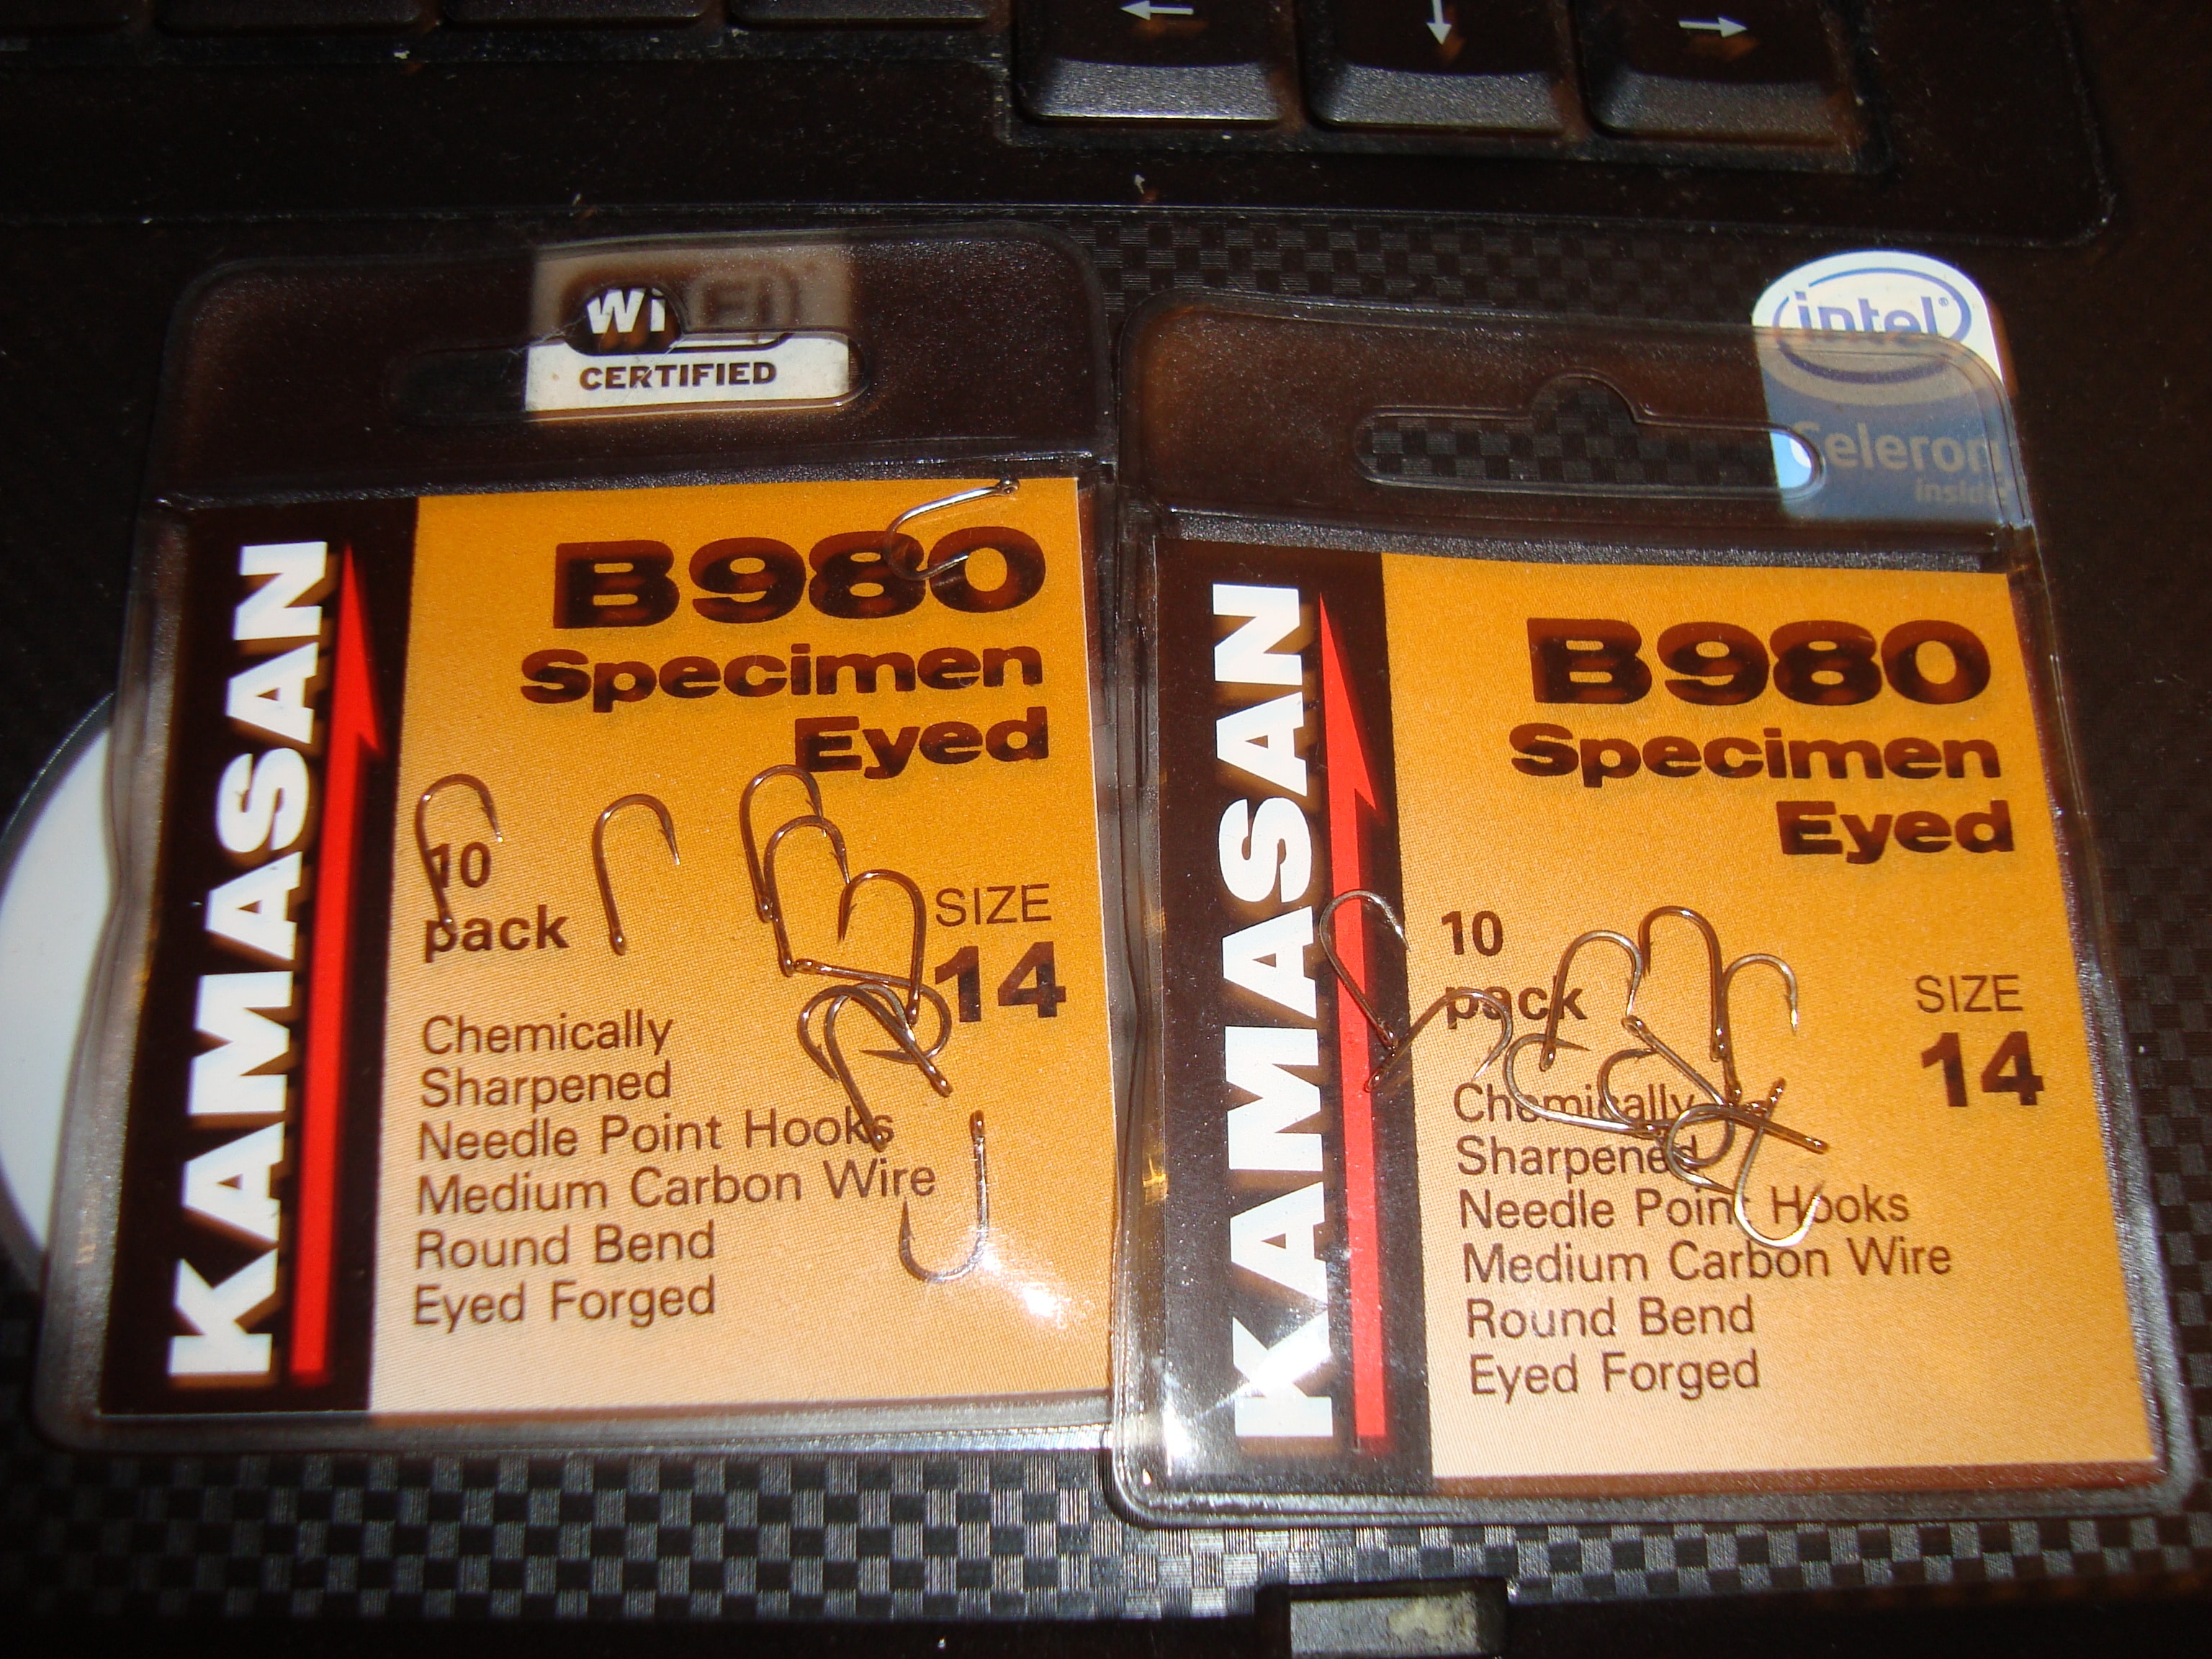 Wi Fi
CERTIFIED
KAMASAN
B980
Specimen
Eyed
10
pack
SIZE
14
Chemically
Sharpened
Needle Point Hooks
Medium Carbon Wire
Round Bend
Eyed Forged
intel®
Celeron
inside
KAMASAN
B980
Specimen
Eyed
10
pack
SIZE
14
Chemically
Sharpened
Needle Point Hooks
Medium Carbon Wire
Round Bend
Eyed Forged